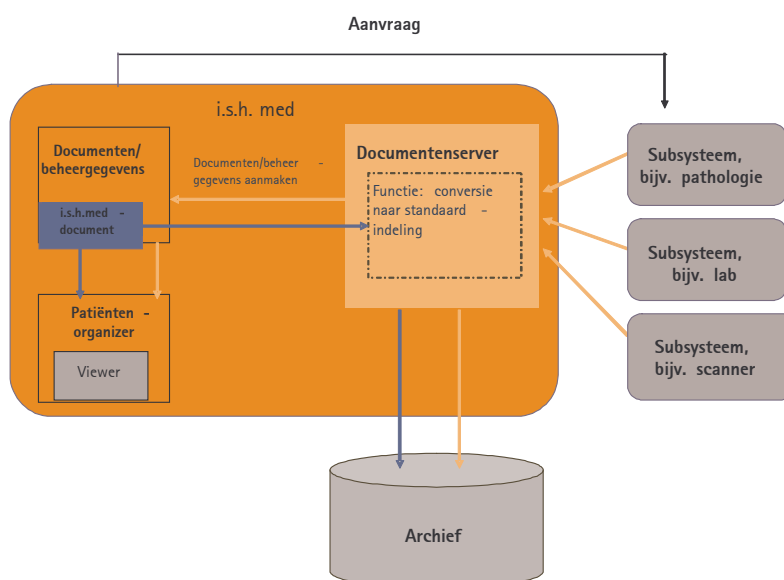 Aanvraag
i.s.h. med
Documenten/
beheergegevens
i.s.h.med -
document
Documenten/beheer -
gegevens aanmaken
Documentenserver
Functie: conversie
naar standaard -
indeling
Patiënten -
organizer
Viewer
Subsysteem,
bijv. pathologie
Subsysteem,
bijv. lab
Subsysteem,
bijv. scanner
Archief